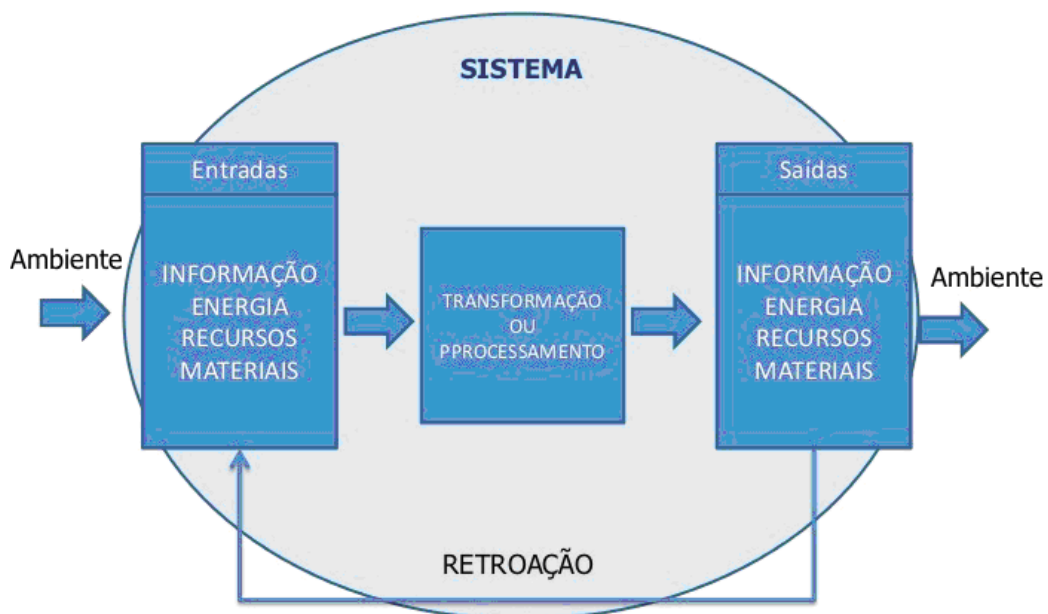 SISTEMA
Entradas
Saídas
Ambiente
INFORMAÇÃO
ENERGIA
RECURSOS
MATERIAIS
TRANSFORMAÇÃO
OU
PPROCESSAMENTO
INFORMAÇÃO
ENERGIA
RECURSOS
MATERIAIS
Ambiente
RETROAÇÃO